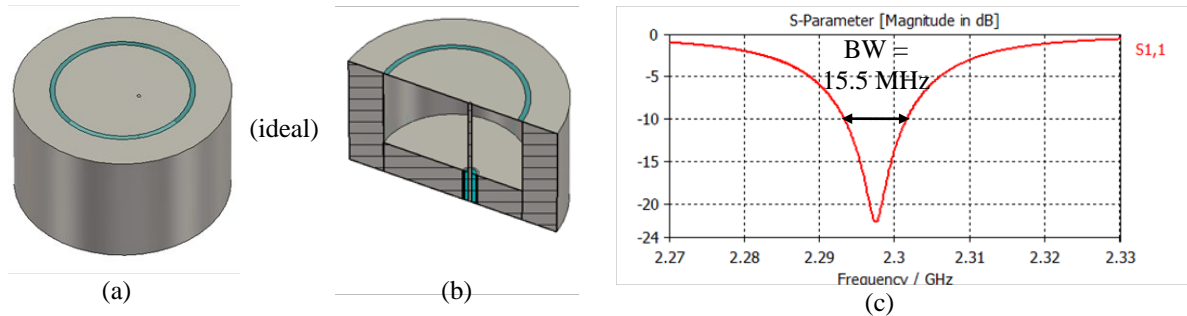 (ideal)
(a)
(b)
S-Parameter [Magnitude in dB]
0
-5
-10
-15
-20
-24
BW =
15.5 MHz
S1,1
2.27
2.28
2.29
2.3
2.31
2.32
2.33
Frequency / GHz
(c)